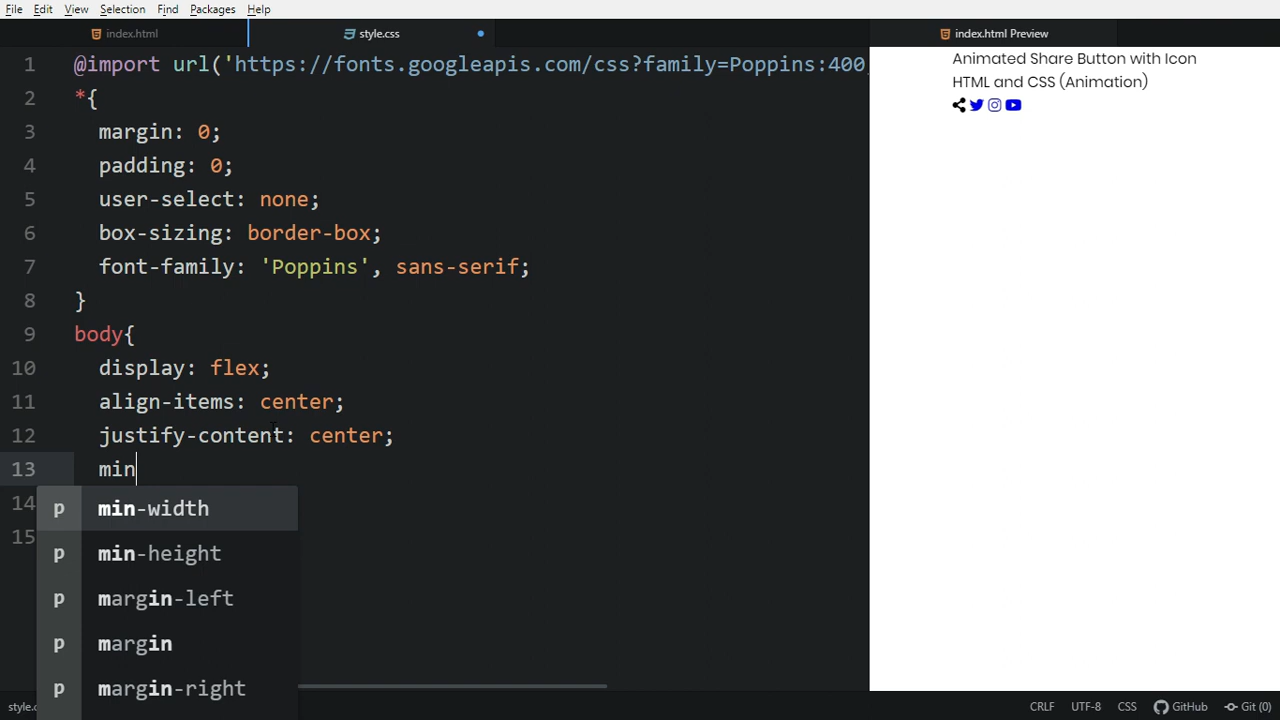 File Edit View Selection Find Packages Help
index.html style.css index.html Preview
1 @import url('https://fonts.googleapis.com/css?family=Poppins:400
2 *{
3 margin: 0;
4 padding: 0;
5 user-select: none;
6 box-sizing: border-box;
7 font-family: 'Poppins', sans-serif;
8 }
9 body{
10 display: flex;
11 align-items: center;
12 justify-content: center;
13 min
14
15
p min-width
p min-height
p margin-left
p margin
p margin-right
Animated Share Button with Icon
HTML and CSS (Animation)
style.c CRLF UTF-8 CSS GitHub Git (0)